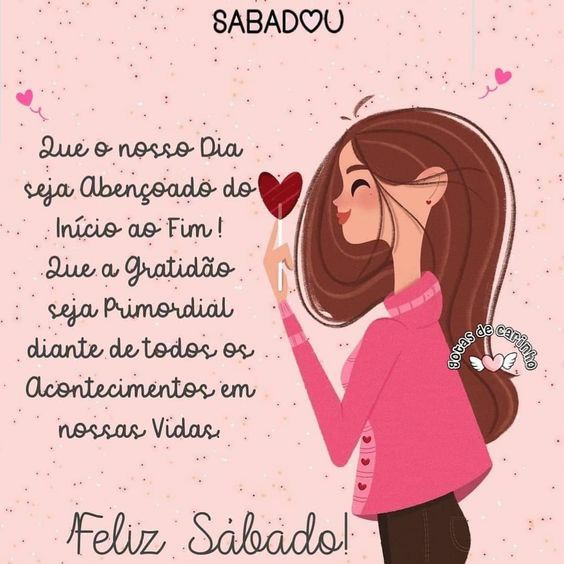 SABADOU
Que o nosso Dia
seja Abençoado do
Início ao Fim !
Que a Gratidão
seja Primordial
diante de todos os
Acontecimentos em
nossas Vidas.
gotas de carinho
Feliz Sábado!